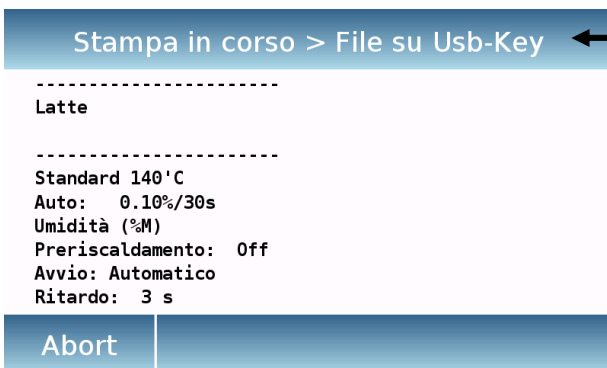 Stampa in corso > File su Usb-Key
-----------------------
Latte
-----------------------
Standard 140'C
Auto:   0.10%/30s
Umidità (%M)
Preriscaldamento:  Off
Avvio: Automatico
Ritardo:  3 s
Abort